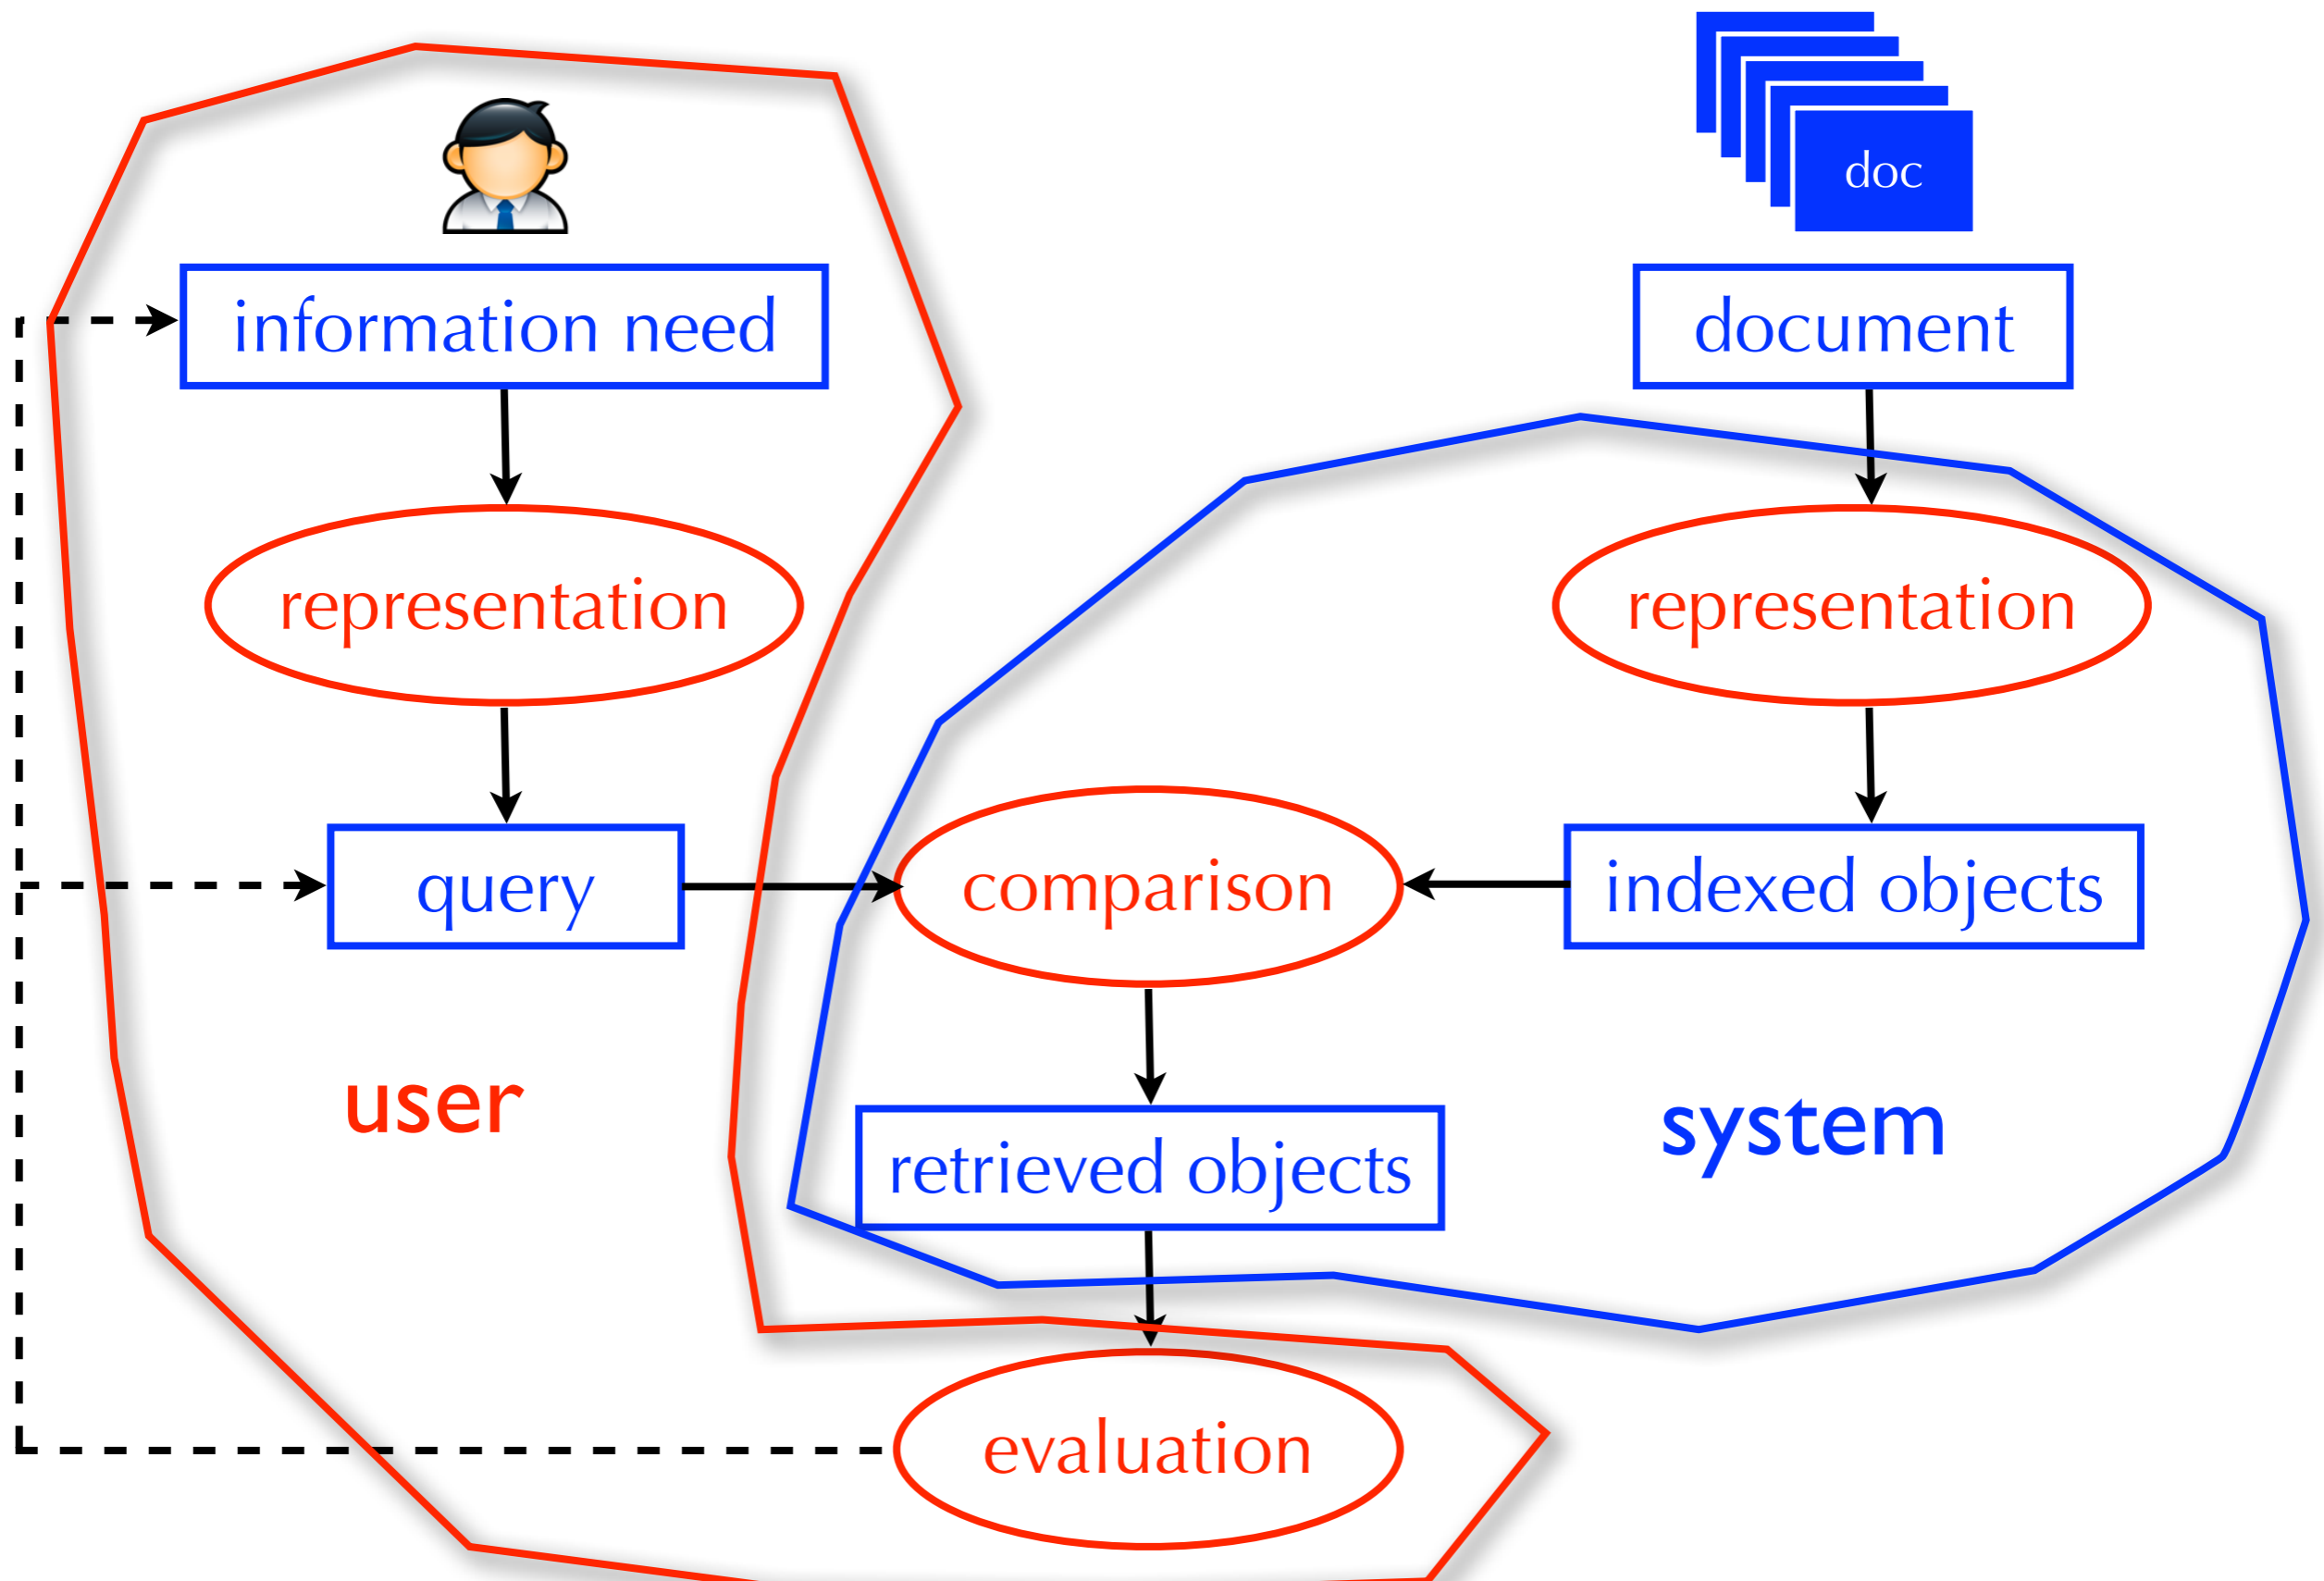 doc
information need
document
representation
representation
query
comparison
indexed objects
user
system
retrieved objects
evaluation